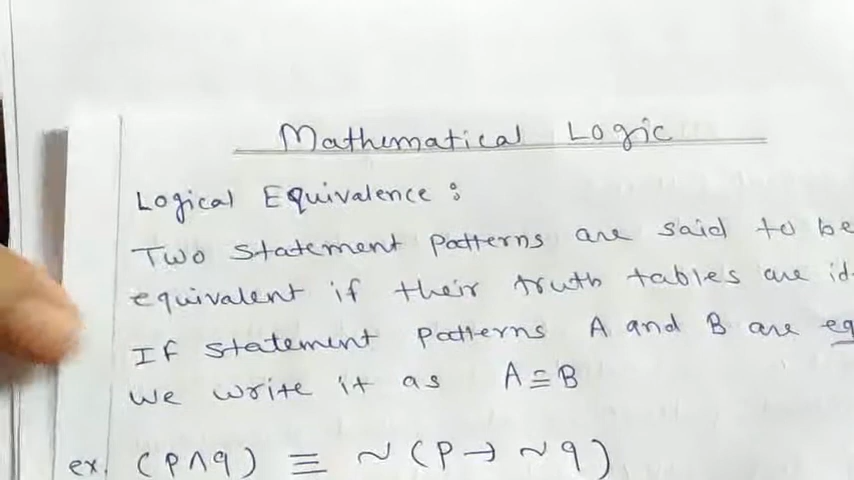 Mathematical Logic
Logical Equivalence :
Two statement patterns are said to be
equivalent if their truth tables are
If statement patterns A and B are
we write it as A ≡ B
ex. (p ∧ q) ≡ ~ (p → ~ q)